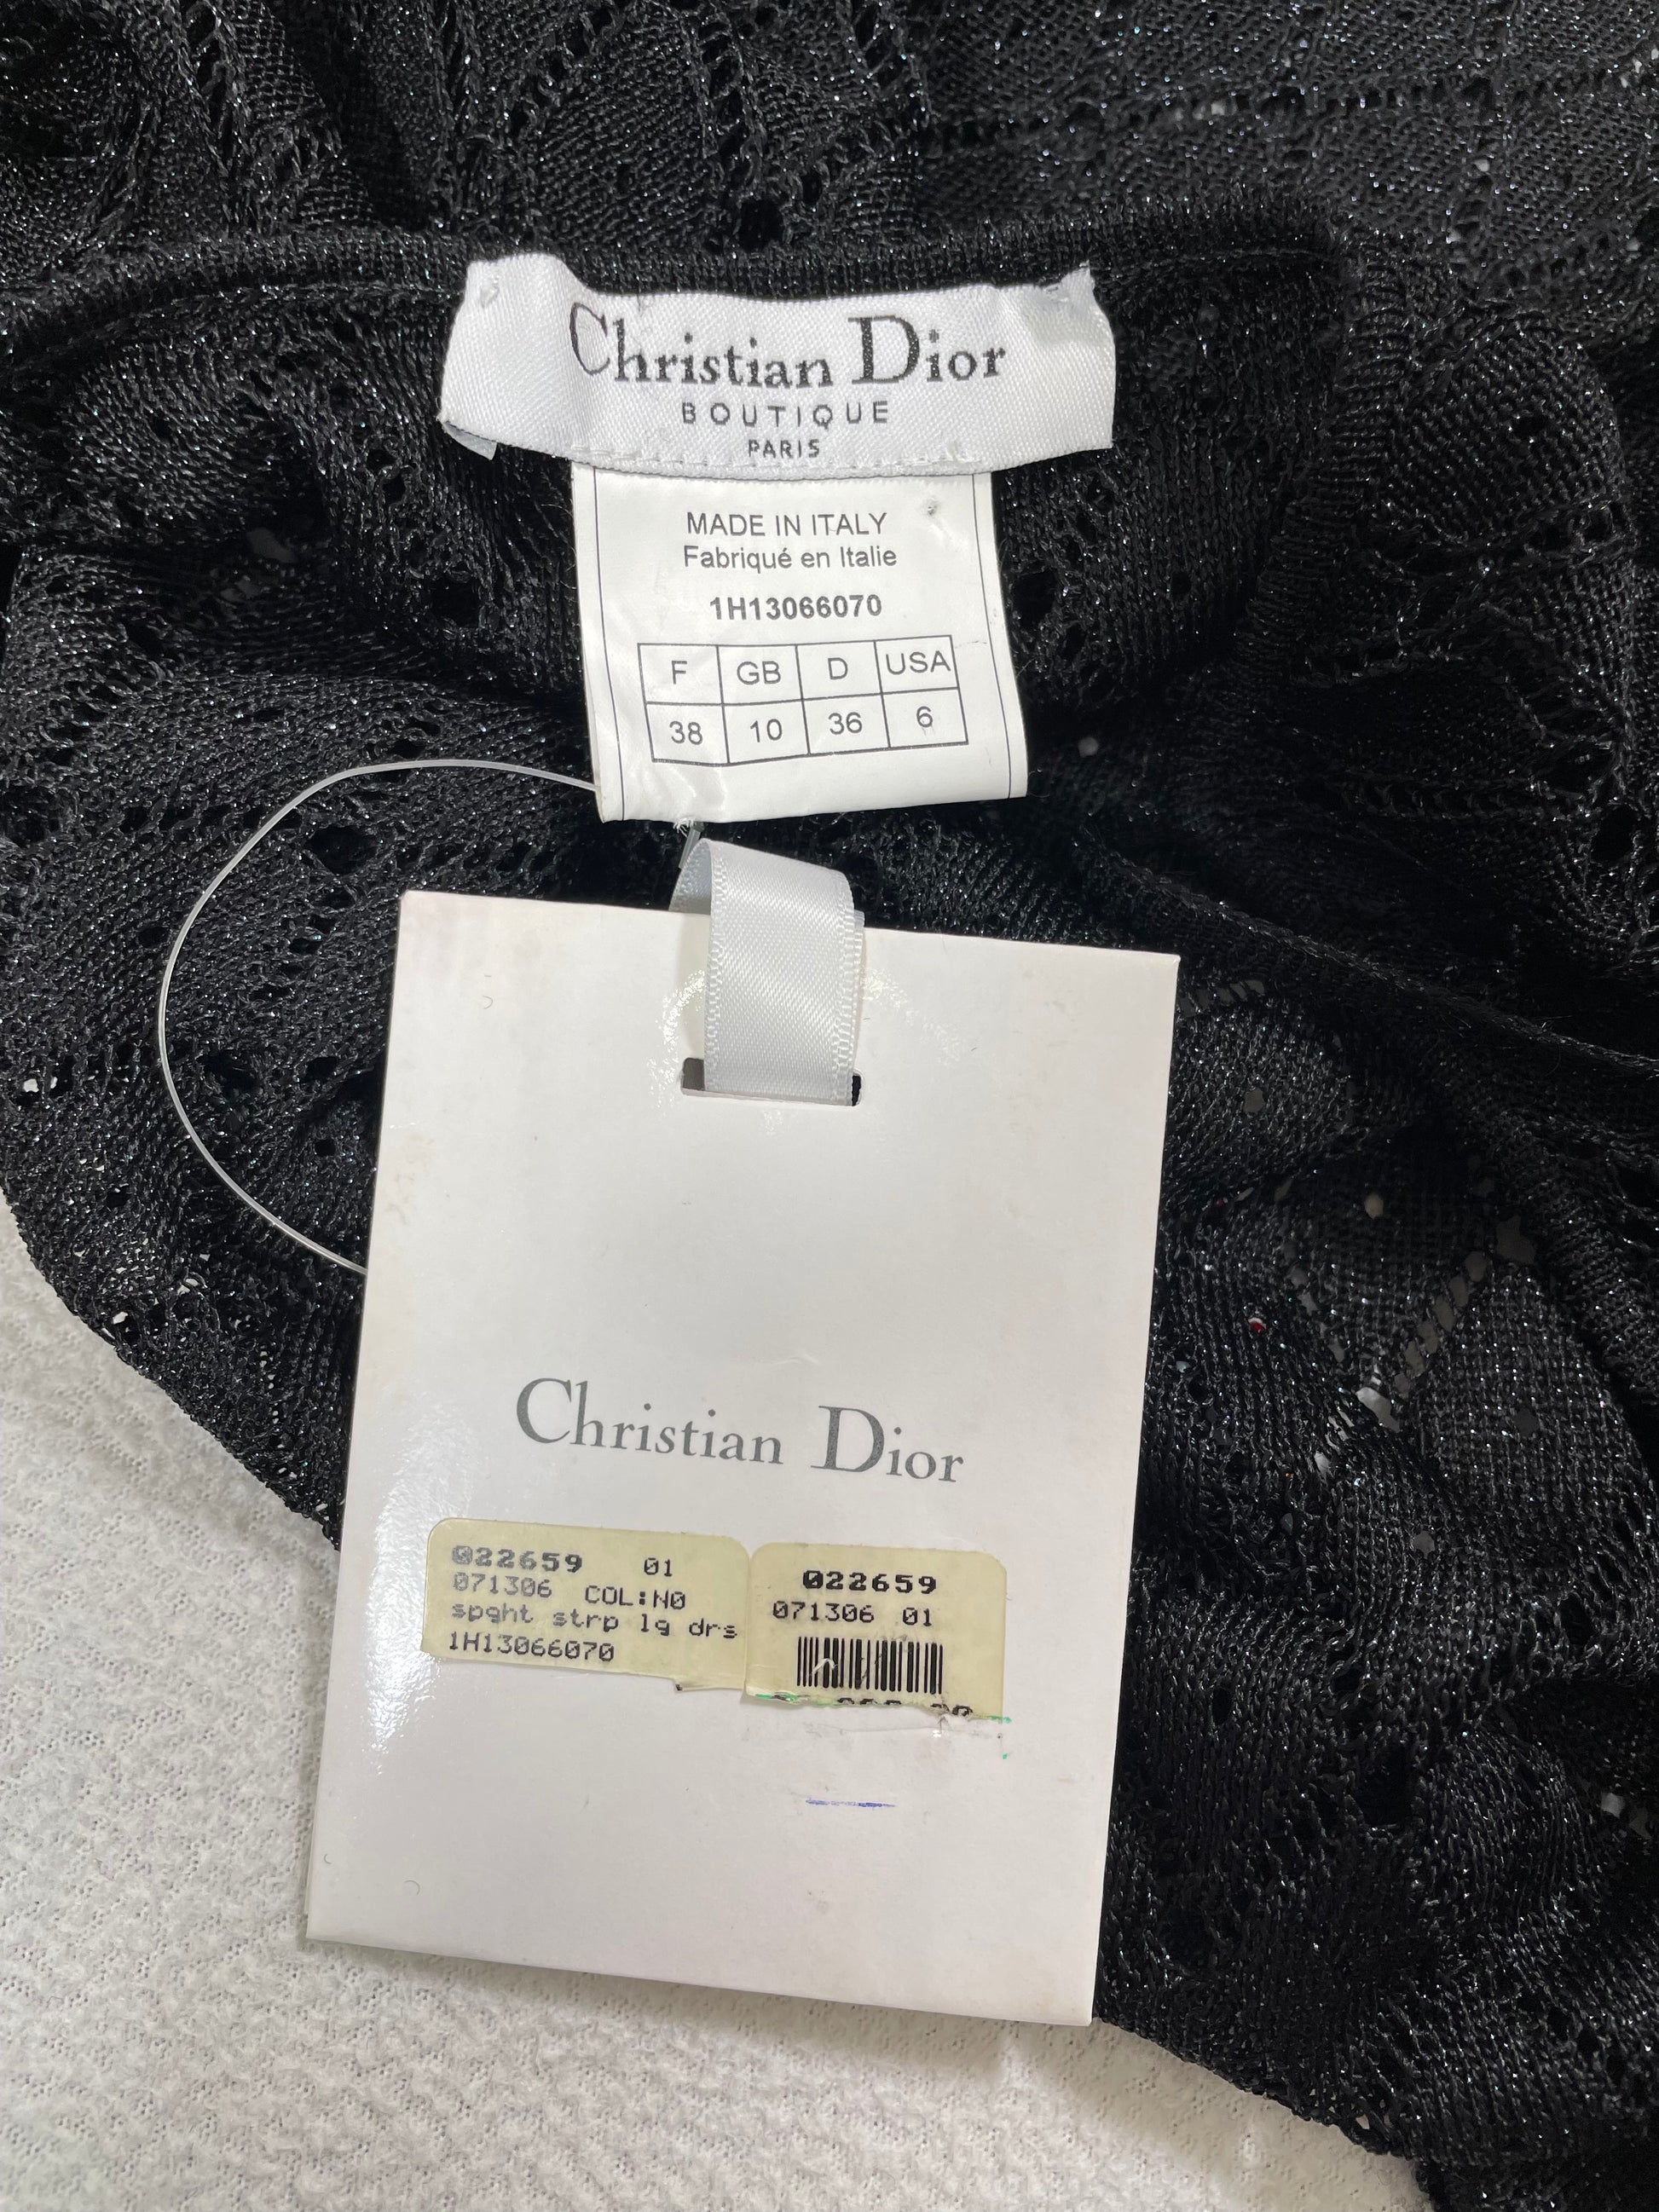 Christian Dior
BOUTIQUE
PARIS
MADE IN ITALY
Fabriqué en Italie
1H13066070
F GB D USA
38 10 36 6
Christian Dior
022659 01
071306 COL:N0
spght strp lg drs
1H13066070
022659
071306 01